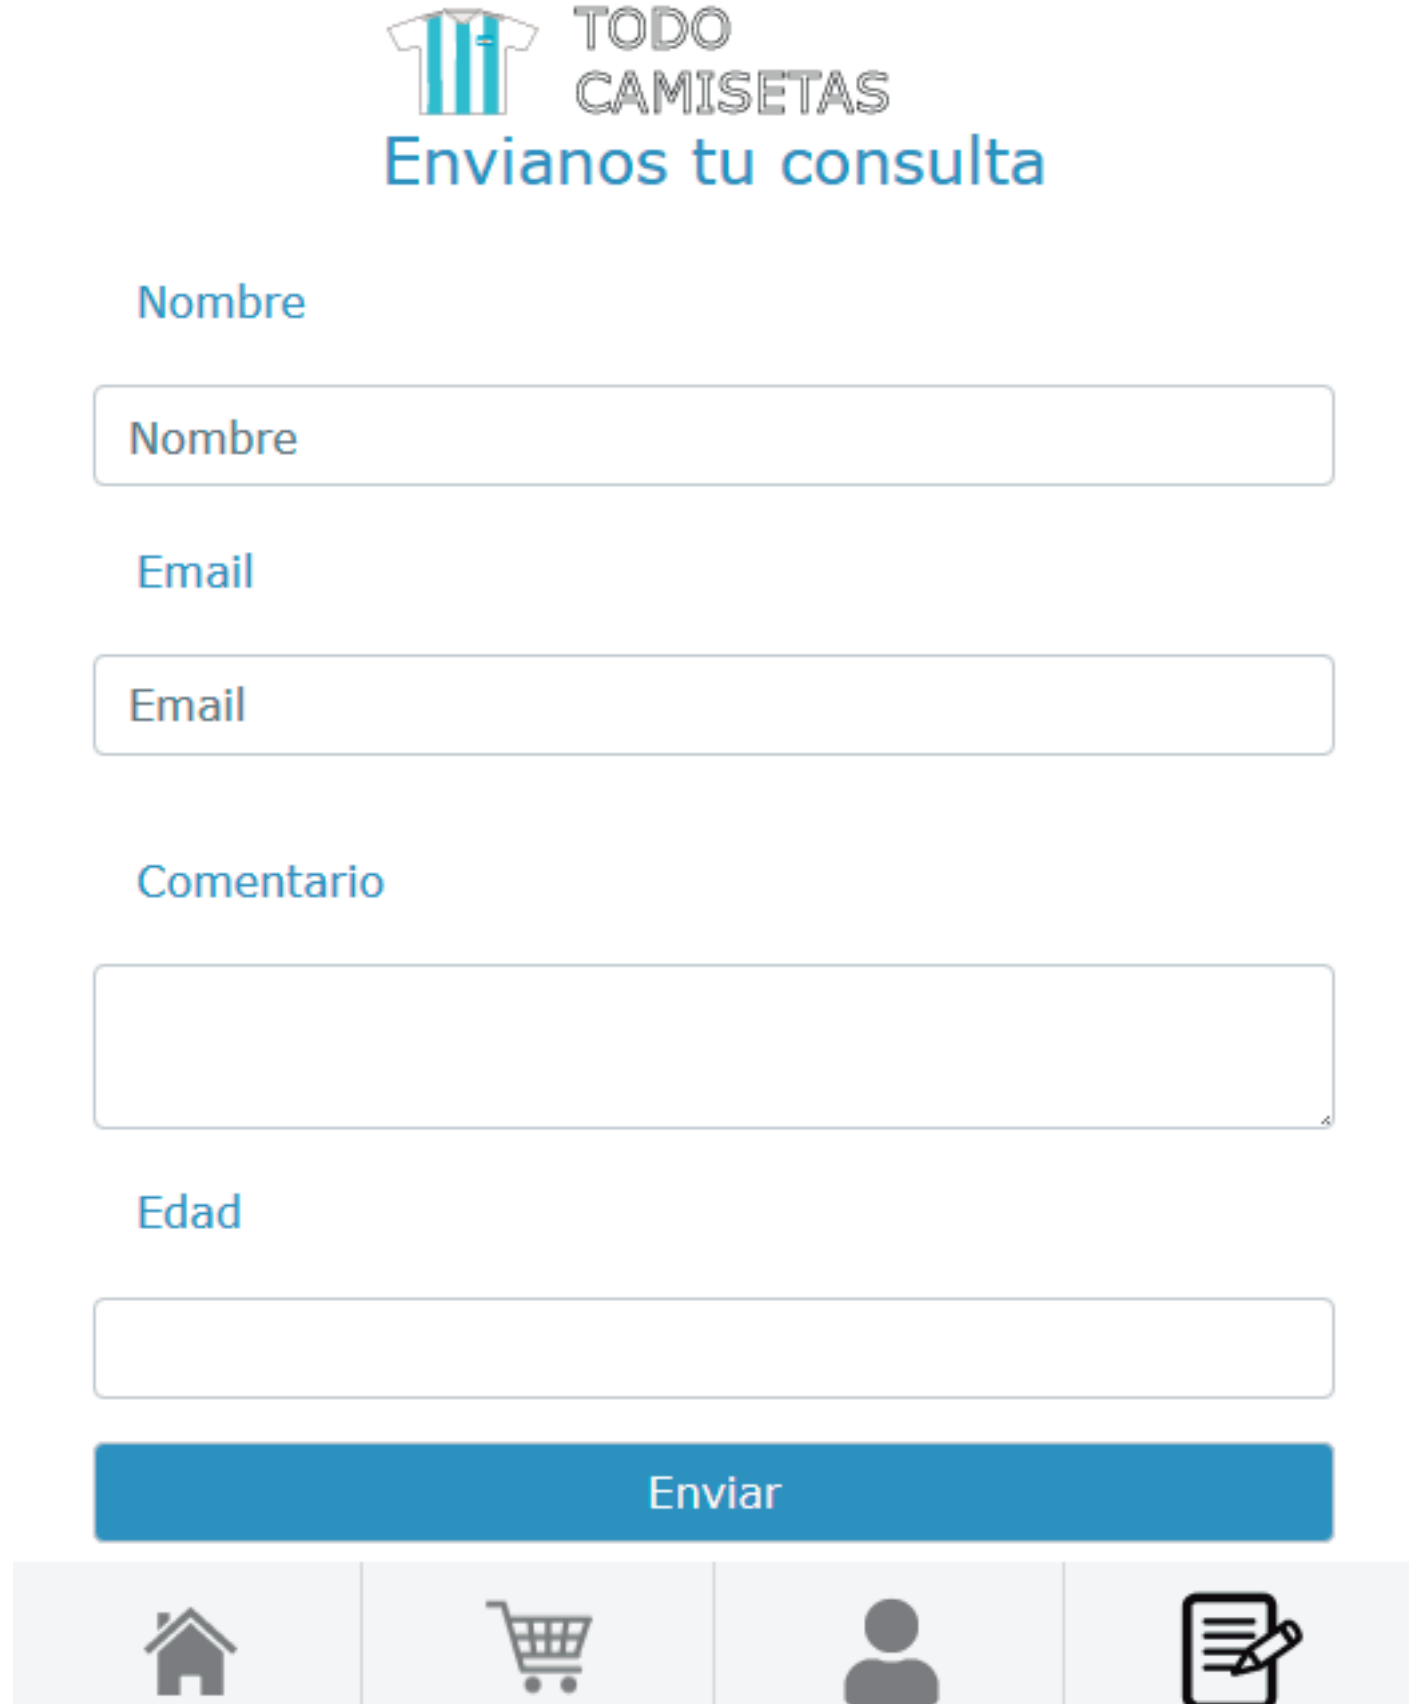 TODO
CAMISETAS
Envianos tu consulta
Nombre
Nombre
Email
Email
Comentario
Edad
Enviar